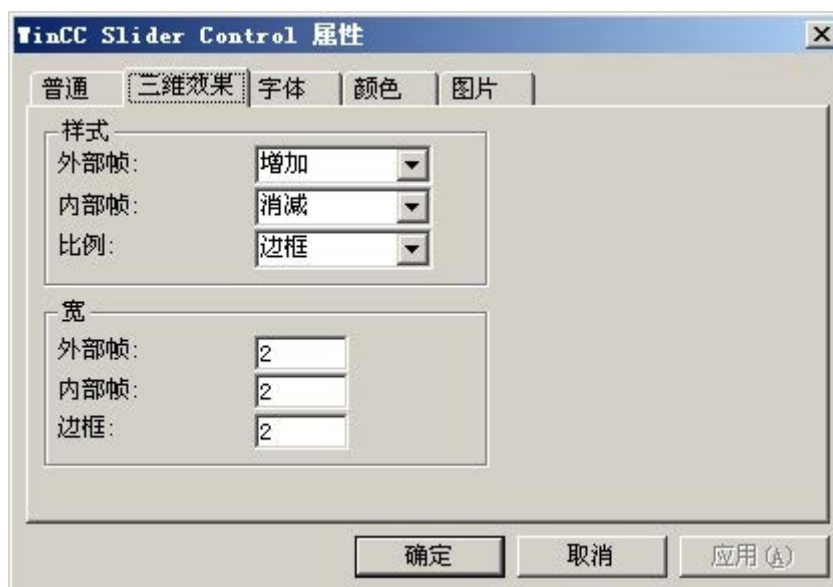 WinCC Slider Control 属性
普通 三維效果 字体 颜色 图片
样式
外部帧: 增加
内部帧: 消减
比例: 边框
宽
外部帧: 2
内部帧: 2
边框: 2
确定 取消 应用(A)